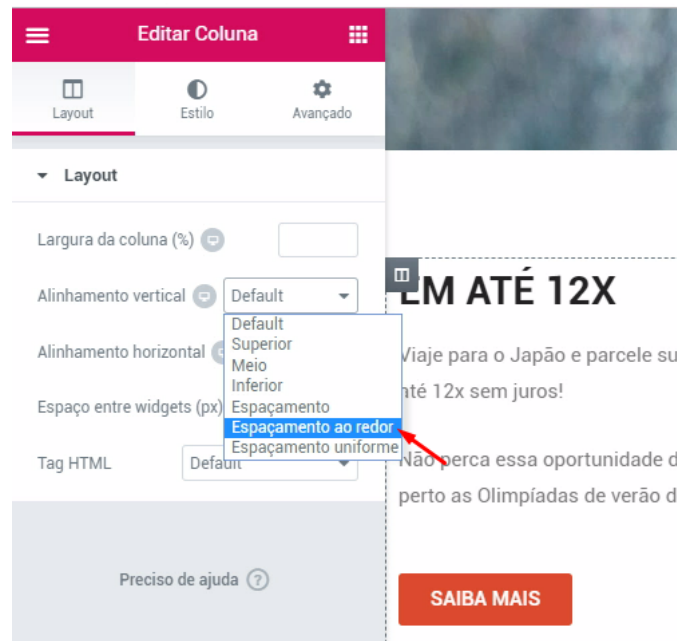 Editar Coluna
Layout
Estilo
Avançado
Layout
Largura da coluna (%)
Alinhamento vertical
Default
Default
Superior
Meio
Inferior
Espaçamento
Espaçamento ao redor
Espaçamento uniforme
Alinhamento horizontal
Espaço entre widgets (px)
Tag HTML
Default
Preciso de ajuda
EM ATÉ 12X
Viaje para o Japão e parcele
até 12x sem juros!
Não perca essa oportunidade
perto as Olimpíadas de verão
SAIBA MAIS